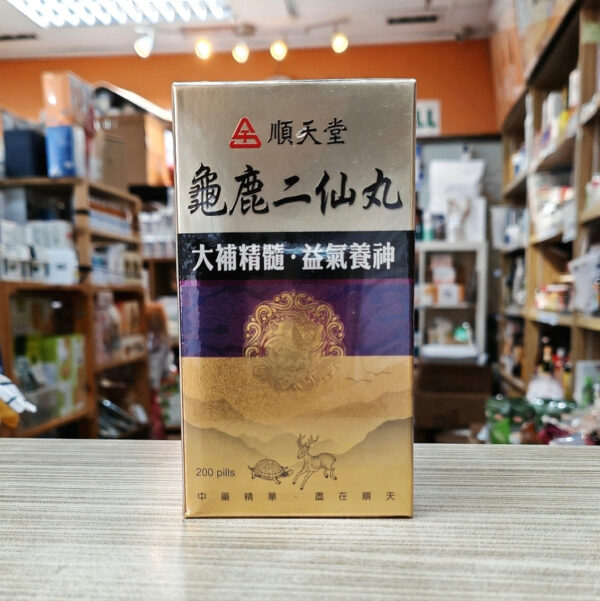 順天堂
龜鹿二仙丸
大補精髓·益氣養神
200 pills
中藥精華·盡在順天